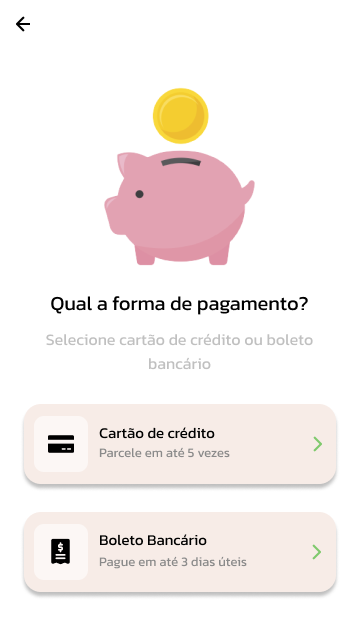 Qual a forma de pagamento?
Selecione cartão de crédito ou boleto
bancário
Cartão de crédito
Parcele em até 5 vezes
Boleto Bancário
Pague em até 3 dias úteis